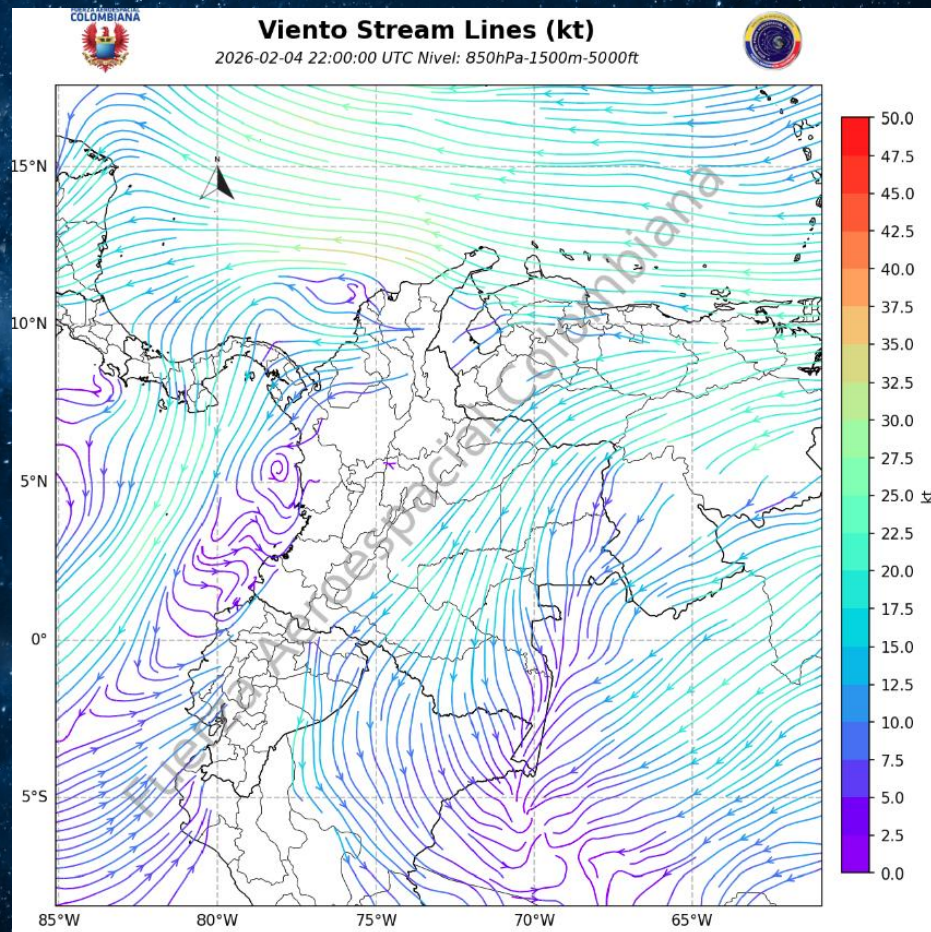 FUERZA AEROESPACIAL
COLOMBIANA
Viento Stream Lines (kt)
2026-02-04 22:00:00 UTC Nivel: 850hPa-1500m-5000ft
N
15°N
10°N
5°N
0°
5°S
85°W
80°W
75°W
70°W
65°W
50.0
47.5
45.0
42.5
40.0
37.5
35.0
32.5
30.0
27.5
25.0
22.5
20.0
17.5
15.0
12.5
10.0
7.5
5.0
2.5
0.0
kt
Fuerza Aeroespacial Colombiana